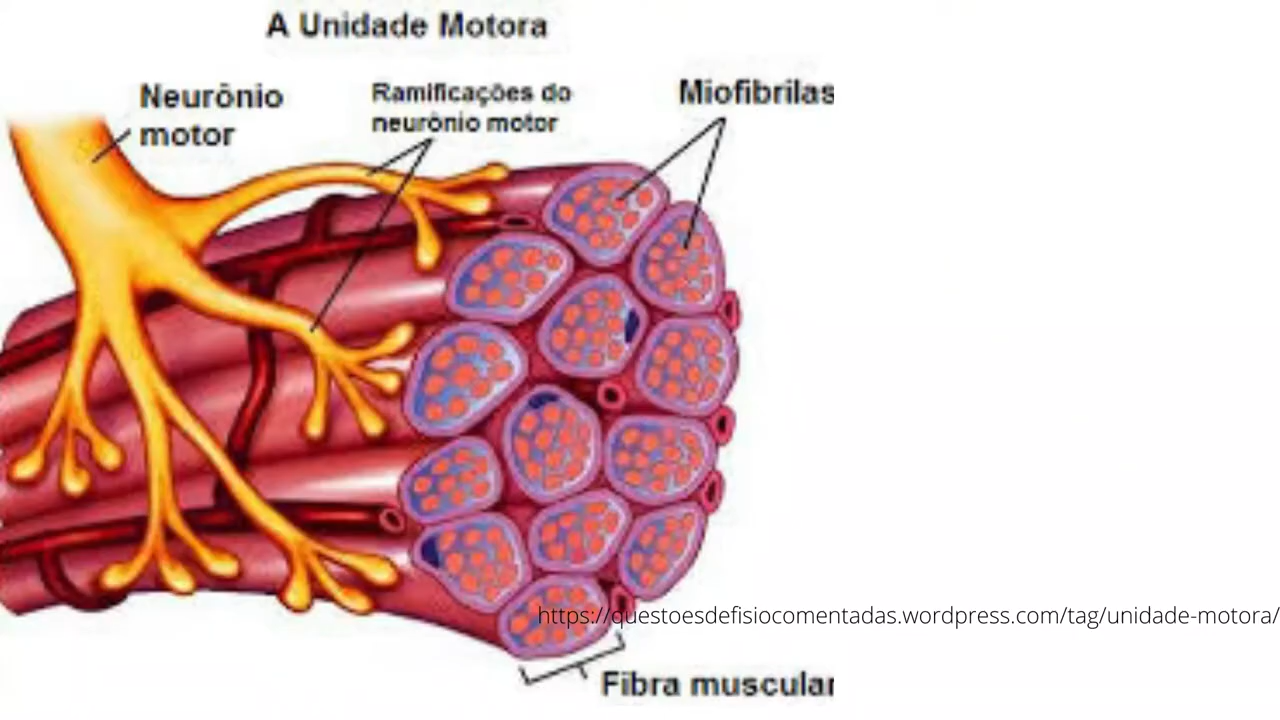 A Unidade Motora
Neurônio
motor
Ramificações do
neurônio motor
Miofibrilas
https://questoesdefisiocomentadas.wordpress.com/tag/unidade-motora/
Fibra muscular